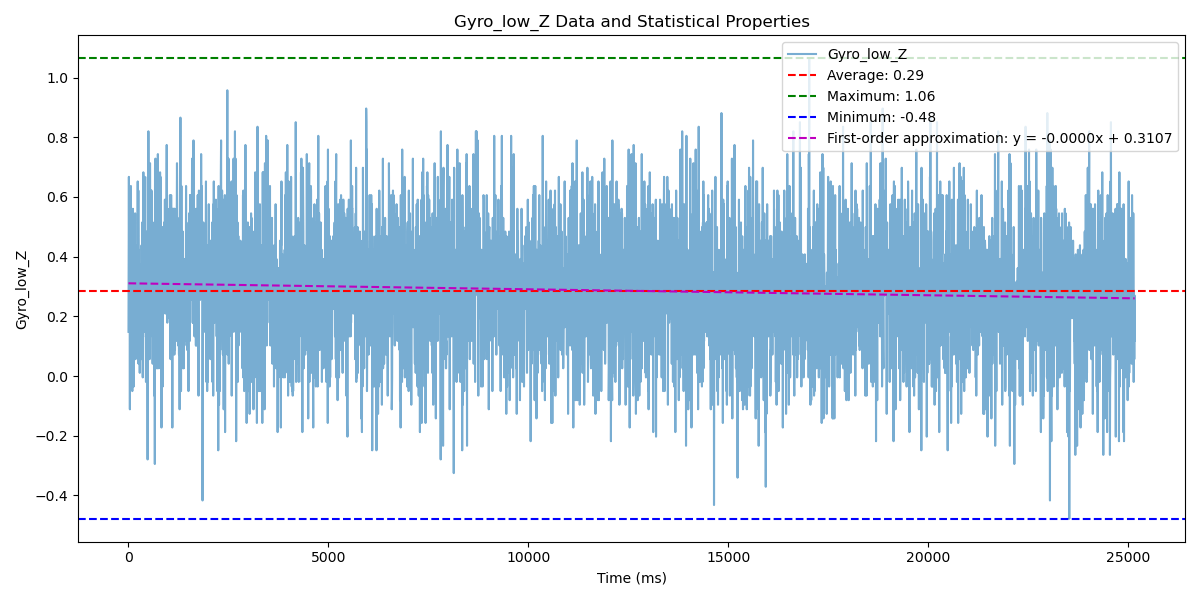 Gyro_low_Z Data and Statistical Properties
Gyro_low_Z
Average: 0.29
Maximum: 1.06
Minimum: -0.48
First-order approximation: y = -0.0000x + 0.3107
Gyro_low_Z
1.0
0.8
0.6
0.4
0.2
0.0
−0.2
−0.4
0 5000 10000 15000 20000 25000
Time (ms)